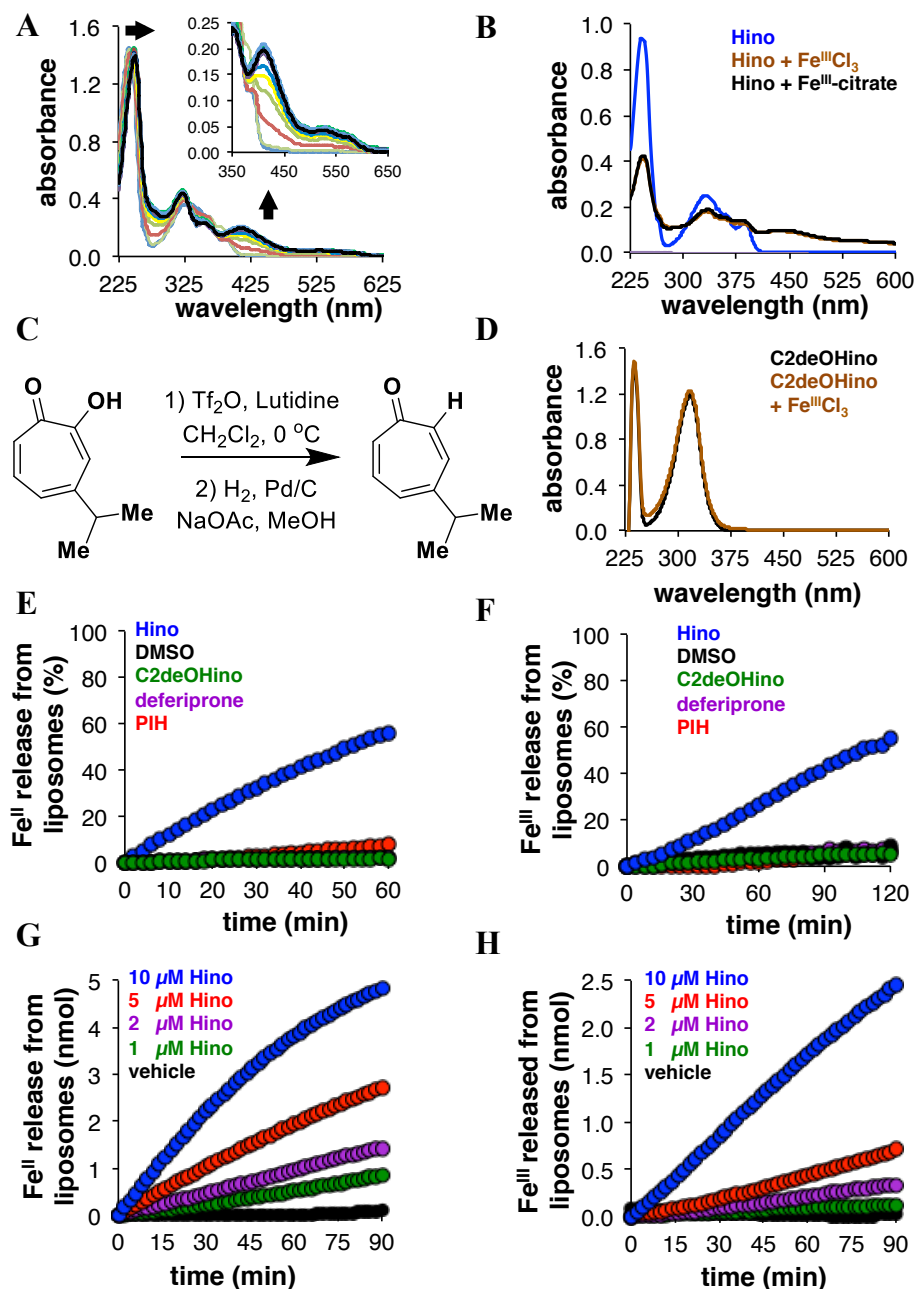 A
absorbance
1.6
1.2
0.8
0.4
0.0
225
325
425
525
625
wavelength (nm)
0.25
0.20
0.15
0.10
0.05
0.00
350
450
550
650
B
absorbance
1.0
0.8
0.6
0.4
0.2
0.0
225
300
375
450
525
600
wavelength (nm)
Hino
Hino + FeᴵᴵᴵCl₃
Hino + Feᴵᴵᴵ-citrate
C
O
OH
Me
Me
1) Tf₂O, Lutidine
CH₂Cl₂, 0 ºC
2) H₂, Pd/C
NaOAc, MeOH
O
H
Me
Me
D
absorbance
1.6
1.2
0.8
0.4
0.0
225
300
375
450
525
600
wavelength (nm)
C2deOHino
C2deOHino
+ FeᴵᴵᴵCl₃
E
Feᴵᴵ release from
liposomes (%)
100
80
60
40
20
0
0
10
20
30
40
50
60
time (min)
Hino
DMSO
C2deOHino
deferiprone
PIH
F
Feᴵᴵᴵ release from
liposomes (%)
100
80
60
40
20
0
0
30
60
90
120
time (min)
Hino
DMSO
C2deOHino
deferiprone
PIH
G
Feᴵᴵ release from
liposomes (nmol)
5
4
3
2
1
0
0
15
30
45
60
75
90
time (min)
10 µM Hino
5 µM Hino
2 µM Hino
1 µM Hino
vehicle
H
Feᴵᴵᴵ released from
liposomes (nmol)
2.5
2.0
1.5
1.0
0.5
0.0
0
15
30
45
60
75
90
time (min)
10 µM Hino
5 µM Hino
2 µM Hino
1 µM Hino
vehicle